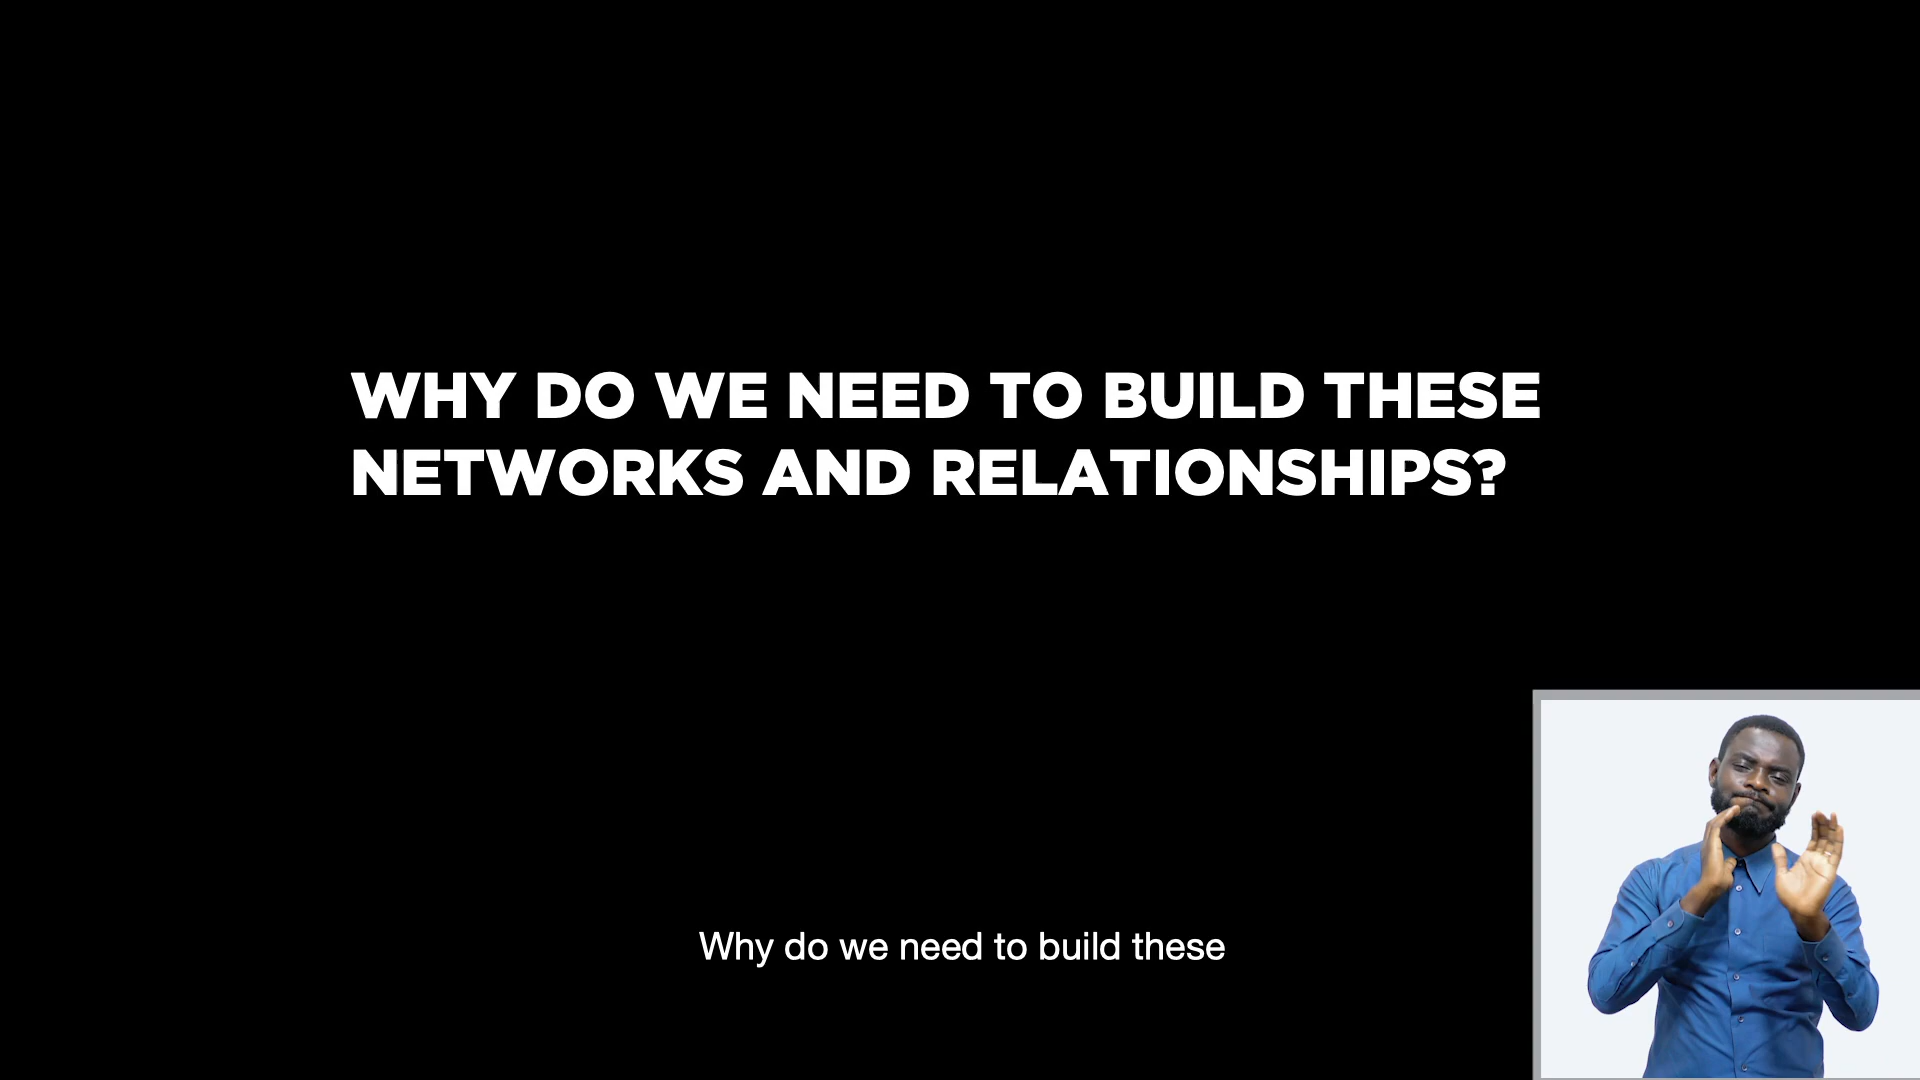 WHY DO WE NEED TO BUILD THESE
NETWORKS AND RELATIONSHIPS?
Why do we need to build these